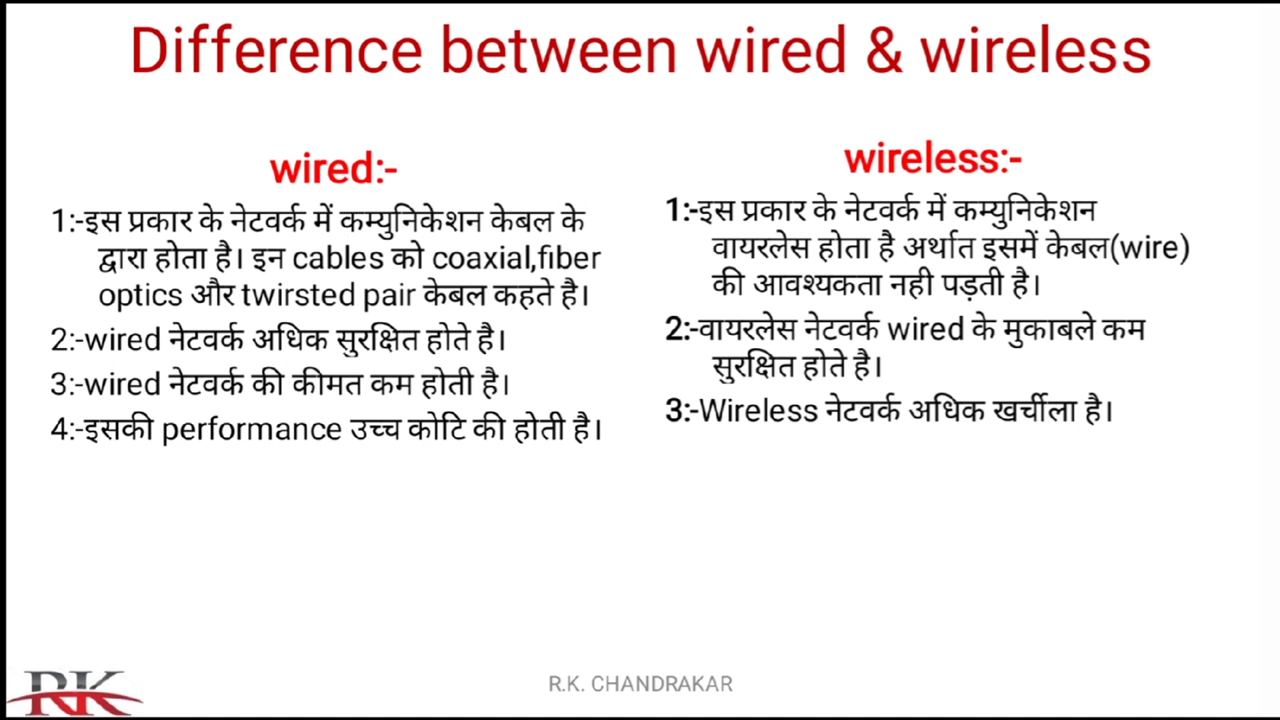 Difference between wired & wireless
wired:-
1:-इस प्रकार के नेटवर्क में कम्युनिकेशन केबल के
द्वारा होता है। इन cables को coaxial,fiber
optics और twirsted pair केबल कहते है।
2:-wired नेटवर्क अधिक सुरक्षित होते है।
3:-wired नेटवर्क की कीमत कम होती है।
4:-इसकी performance उच्च कोटि की होती है।
wireless:-
1:-इस प्रकार के नेटवर्क में कम्युनिकेशन
वायरलेस होता है अर्थात इसमें केबल(wire)
की आवश्यकता नही पड़ती है।
2:-वायरलेस नेटवर्क wired के मुकाबले कम
सुरक्षित होते है।
3:-Wireless नेटवर्क अधिक खर्चीला है।
RK
R.K. CHANDRAKAR